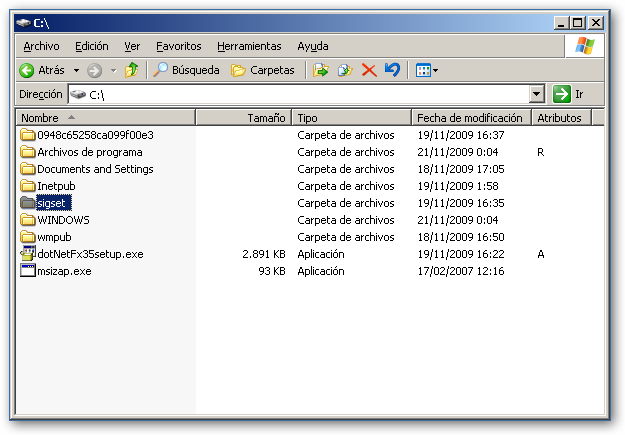 C:\
Archivo Edición Ver Favoritos Herramientas Ayuda
Atrás Búsqueda Carpetas
Dirección C:\ Ir
Nombre Tamaño Tipo Fecha de modificación Atributos
0948c65258ca099f00e3 Carpeta de archivos 19/11/2009 16:37
Archivos de programa Carpeta de archivos 21/11/2009 0:04 R
Documents and Settings Carpeta de archivos 18/11/2009 17:05
Inetpub Carpeta de archivos 19/11/2009 1:58
sigset Carpeta de archivos 19/11/2009 16:35
WINDOWS Carpeta de archivos 21/11/2009 0:04
wmpub Carpeta de archivos 18/11/2009 16:50
dotNetFx35setup.exe 2.891 KB Aplicación 19/11/2009 16:22 A
msizap.exe 93 KB Aplicación 17/02/2007 12:16